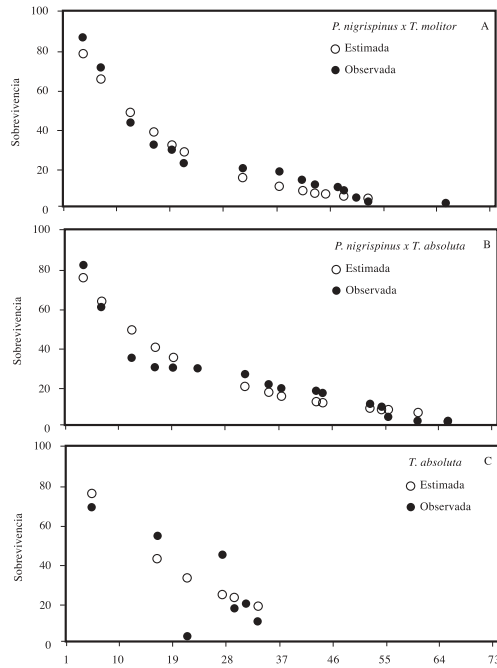 100
80
60
40
20
0
Sobrevivencia
P. nigrispinus x T. molitor A
Estimada
Observada
100
80
60
40
20
0
Sobrevivencia
P. nigrispinus x T. absoluta B
Estimada
Observada
100
80
60
40
20
0
Sobrevivencia
T. absoluta C
Estimada
Observada
1 10 19 28 37 46 55 64 73